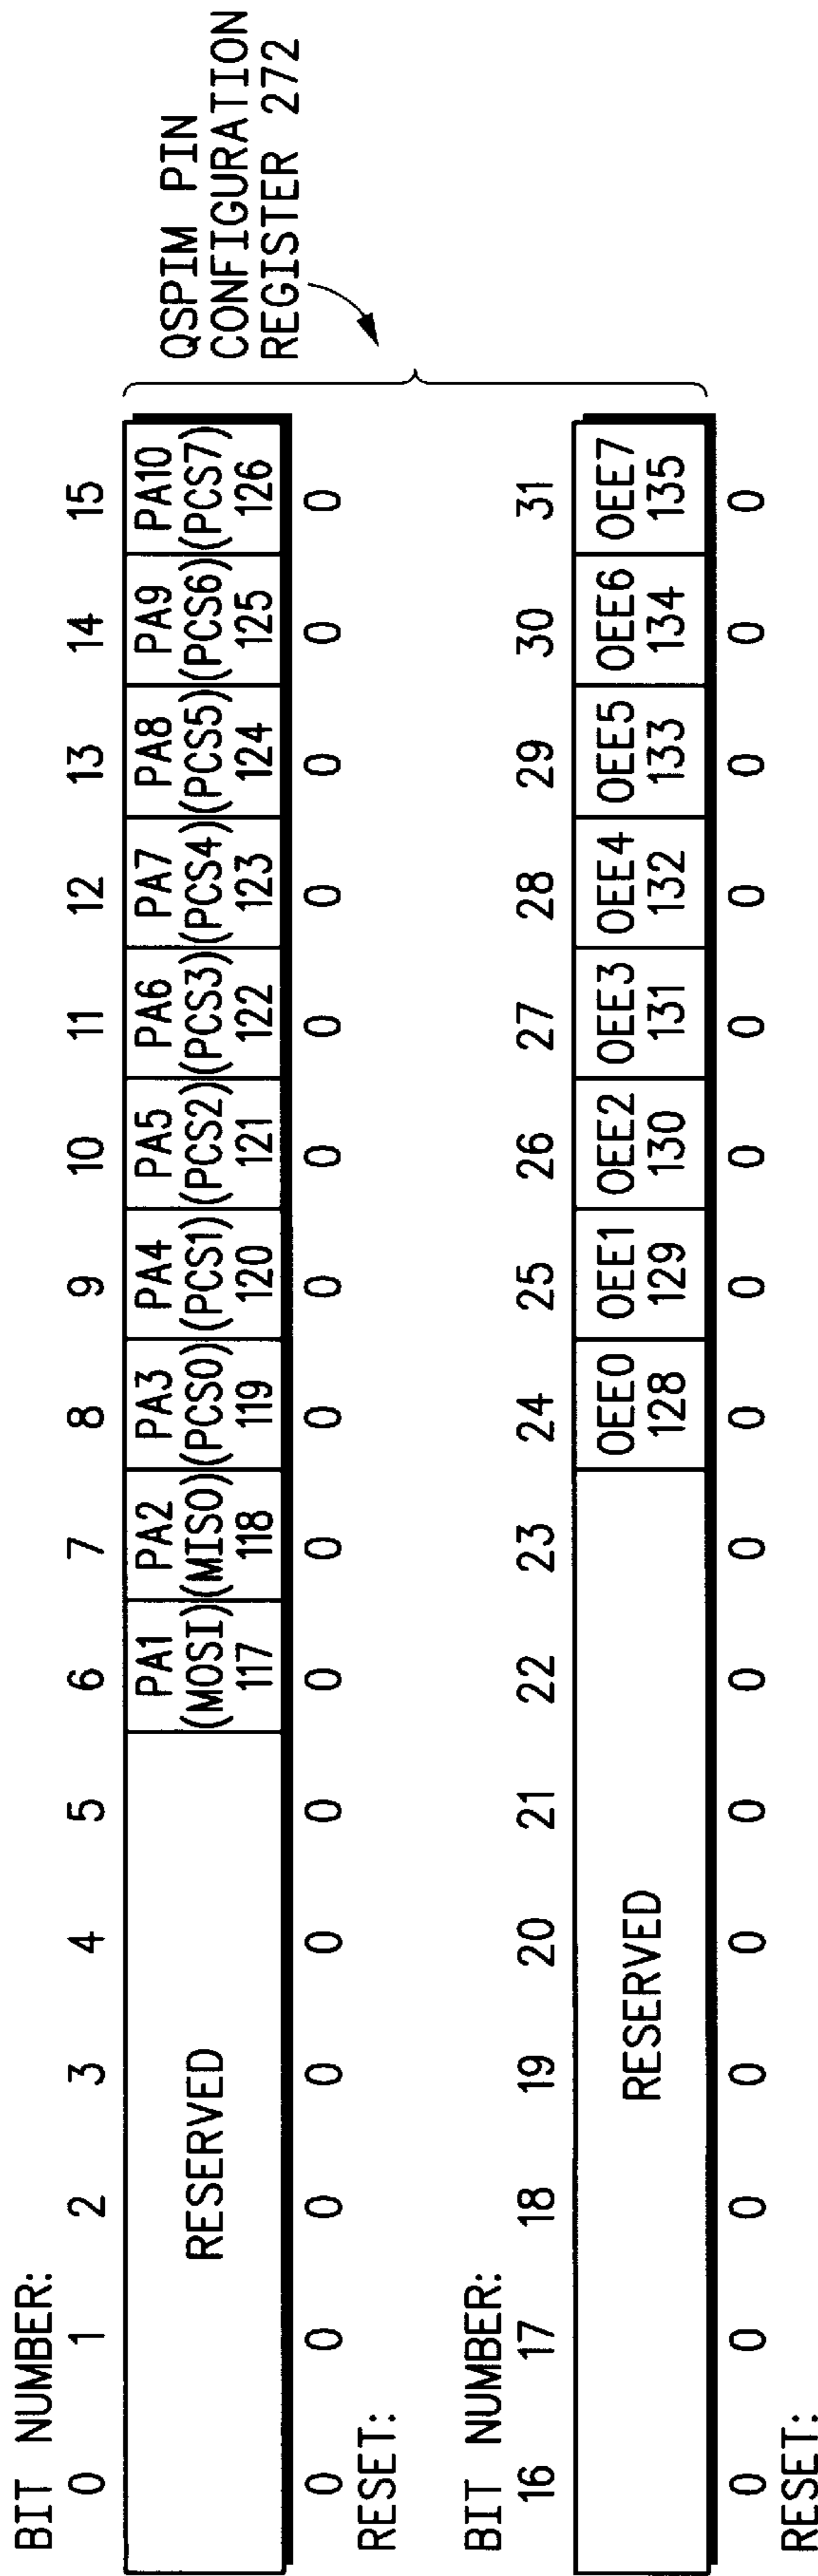 BIT NUMBER:
0 1 2 3 4 5 6 7 8 9 10 11 12 13 14 15
RESERVED
PA1 PA2 PA3 PA4 PA5 PA6 PA7 PA8 PA9 PA10
(MOSI) (MISO) (PCS0) (PCS1) (PCS2) (PCS3) (PCS4) (PCS5) (PCS6) (PCS7)
117 118 119 120 121 122 123 124 125 126
0 0 0 0 0 0 0 0 0 0 0 0 0 0 0 0
RESET:
QSPIM PIN
CONFIGURATION
REGISTER 272
BIT NUMBER:
16 17 18 19 20 21 22 23 24 25 26 27 28 29 30 31
RESERVED
OEE0 OEE1 OEE2 OEE3 OEE4 OEE5 OEE6 OEE7
128 129 130 131 132 133 134 135
0 0 0 0 0 0 0 0 0 0 0 0 0 0 0 0
RESET: